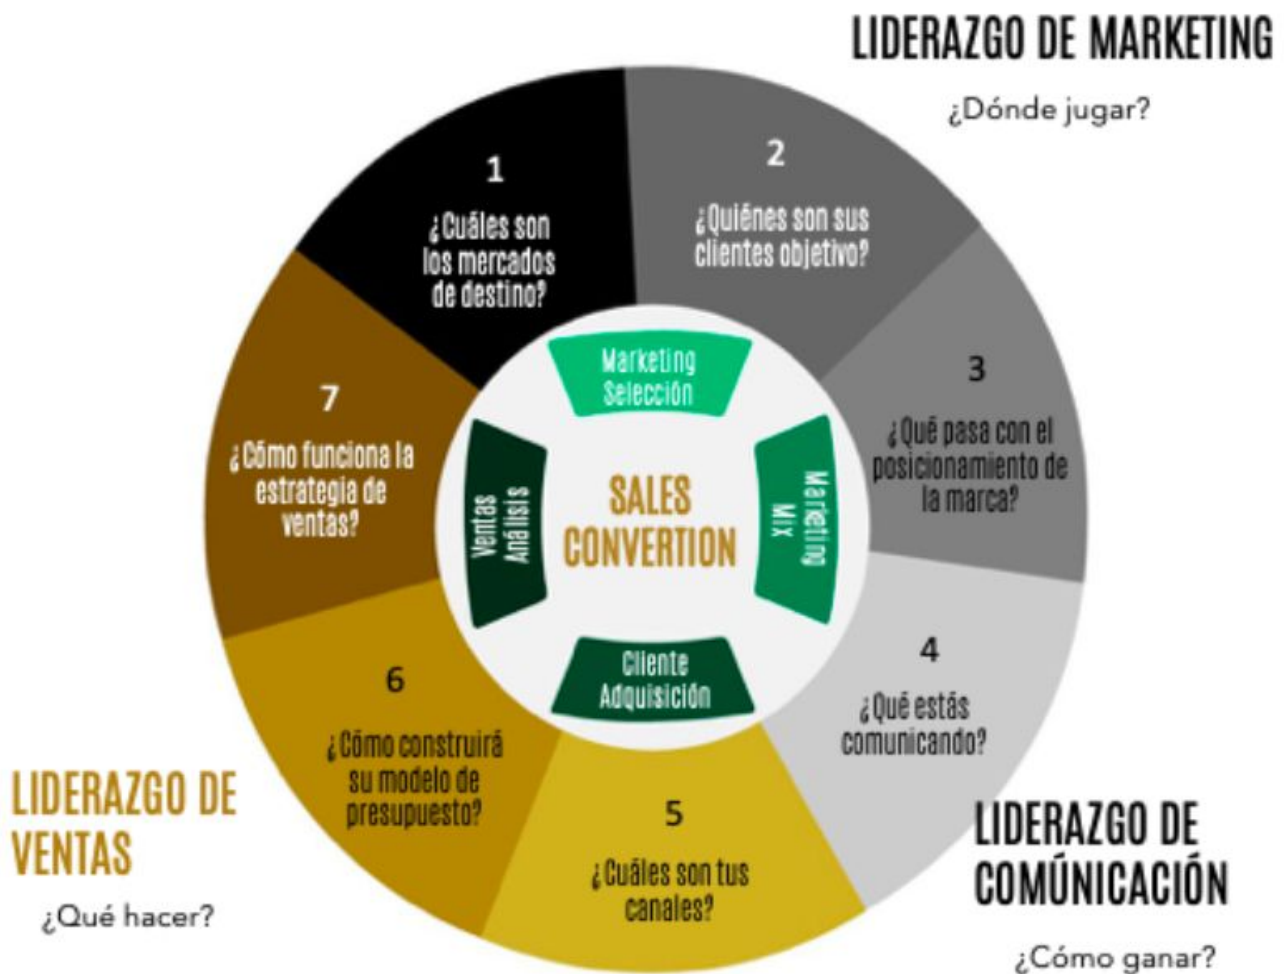 LIDERAZGO DE MARKETING
¿Dónde jugar?
1
¿Cuáles son
los mercados
de destino?
2
¿Quiénes son sus
clientes objetivo?
3
¿Qué pasa con el
posicionamiento de
la marca?
4
¿Qué estás
comunicando?
5
¿Cuáles son tus
canales?
6
¿Cómo construirá
su modelo de
presupuesto?
7
¿Cómo funciona la
estrategia de
ventas?
Marketing
Selección
Marketing
Mix
Cliente
Adquisición
Ventas
Análisis
SALES
CONVERTION
LIDERAZGO DE
COMÚNICACIÓN
¿Cómo ganar?
LIDERAZGO DE
VENTAS
¿Qué hacer?